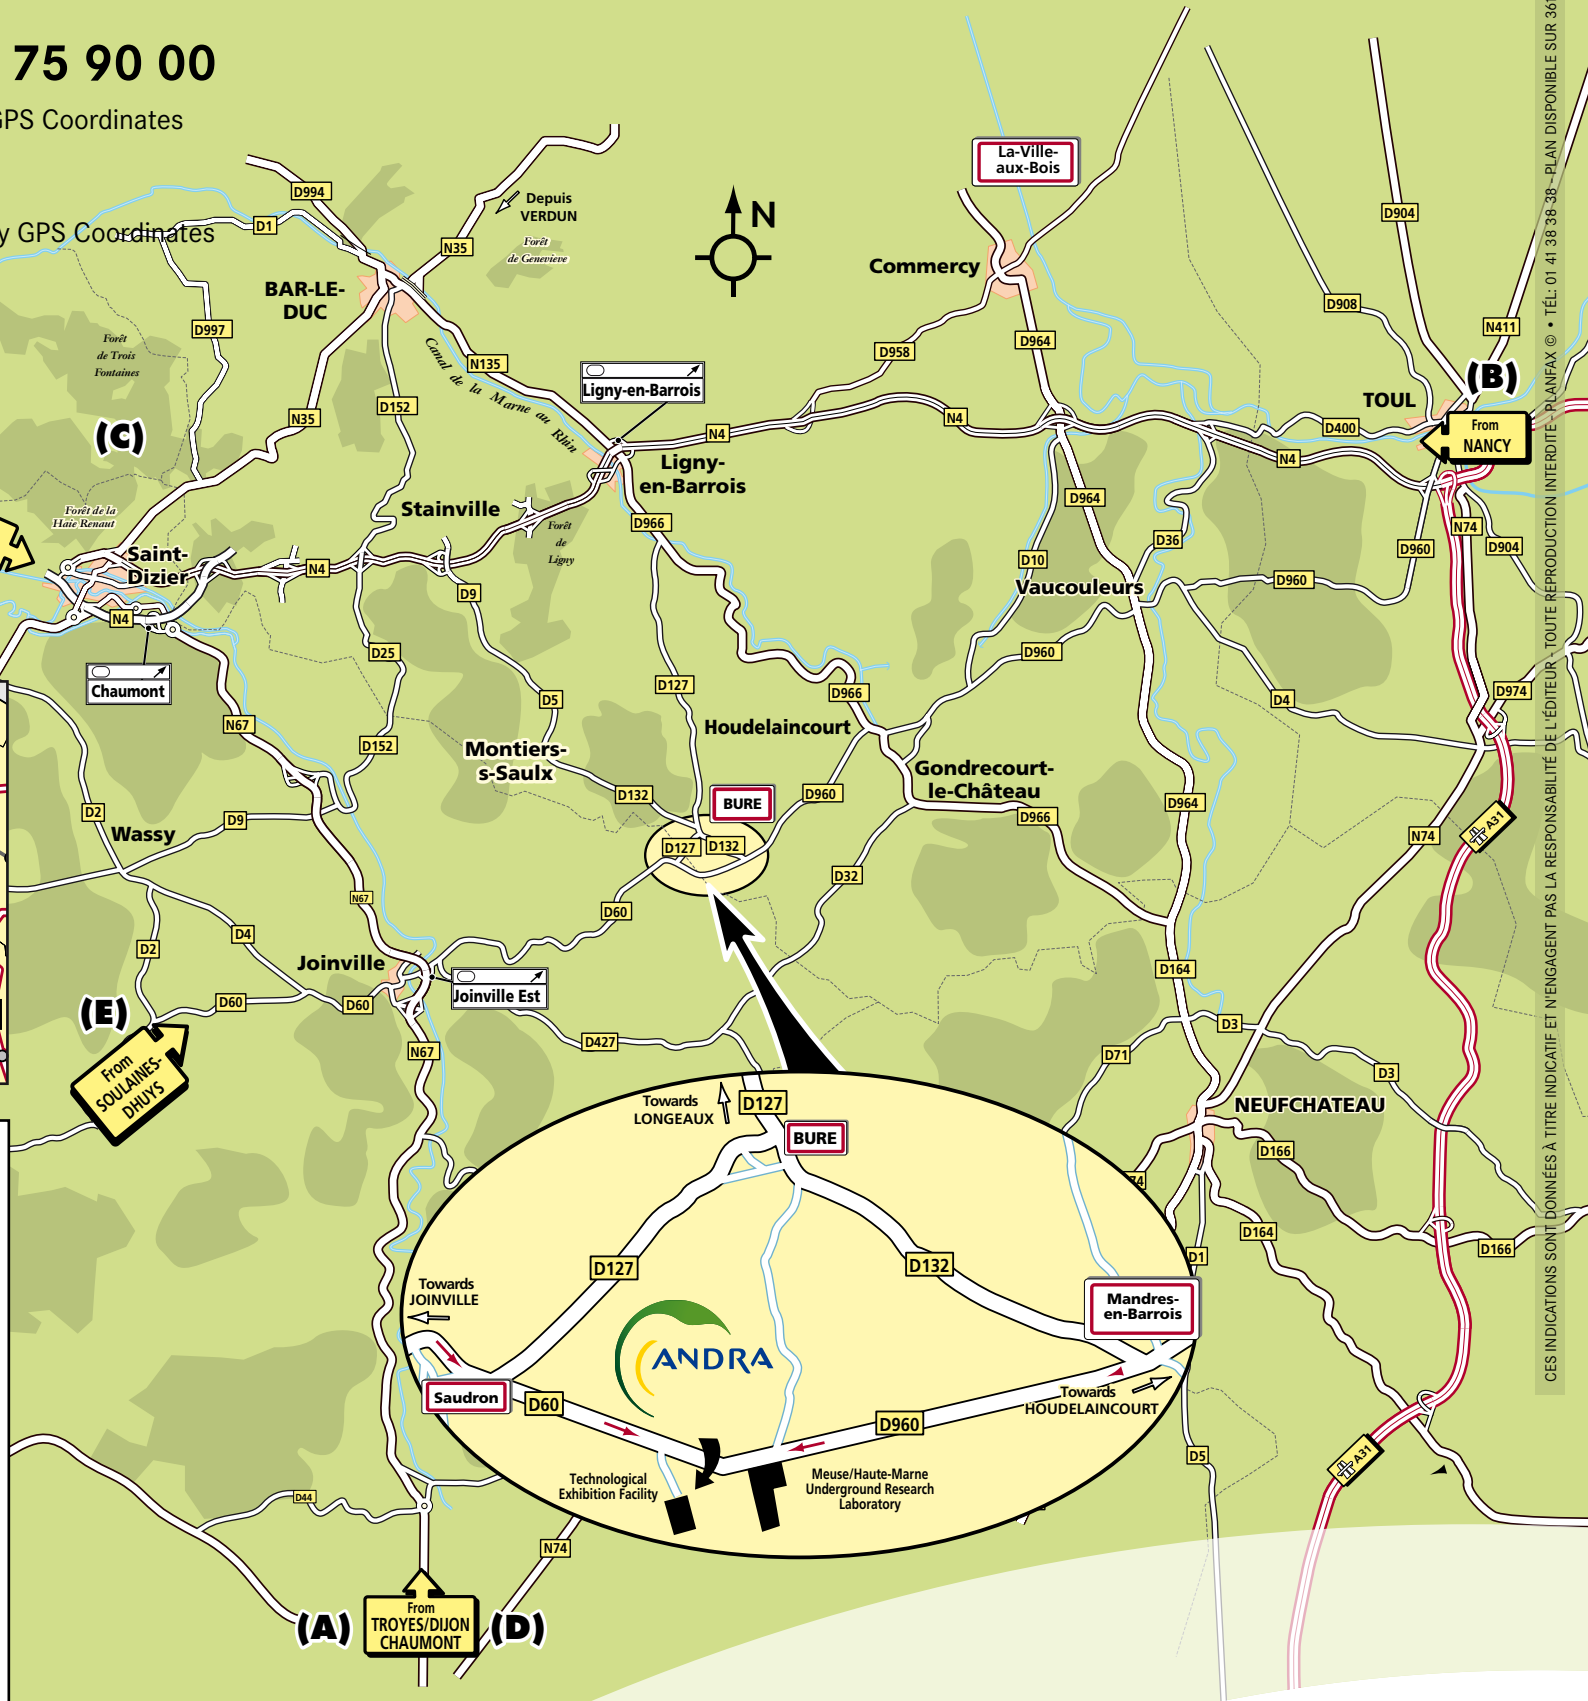 75 90 00
GPS Coordinates
y GPS Coordinates
D994
D1
Depuis
VERDUN
N35
Forêt
de Genevieve
N
La-Ville-
aux-Bois
D904
Commercy
BAR-LE-
DUC
D908
N411
D997
Forêt
de Trois
Fontaines
Canal de la Marne au Rhin
N135
D958
D964
(B)
Ligny-en-Barrois
TOUL
N35
D152
(C)
N4
N4
D400
From
NANCY
N4
Ligny-
en-Barrois
D964
Stainville
Forêt de la
Haie Renaut
D966
Forêt
de
Ligny
N74
D36
D960
D904
Saint-
Dizier
N4
D10
D9
Vaucouleurs
D960
N4
D25
D960
Chaumont
D127
D966
D974
D5
D4
N67
Houdelaincourt
D152
Montiers-
s-Saulx
Gondrecourt-
le-Château
D132
D960
BURE
D964
D2
D966
D9
Wassy
A31
N74
D127
D132
D32
N67
D60
D4
D2
Joinville
D164
Joinville Est
D60
D60
(E)
D3
From
SOULAINES-
DHUYS
D427
N67
D71
D3
Towards
LONGEAUX
D127
NEUFCHATEAU
BURE
D166
74
D164
D166
D1
D127
D132
Towards
JOINVILLE
Mandres-
en-Barrois
ANDRA
Saudron
D60
Towards
HOUDELAINCOURT
D960
D5
A31
Technological
Exhibition Facility
Meuse/Haute-Marne
Underground Research
Laboratory
D44
N74
(A)
From
TROYES/DIJON
CHAUMONT
(D)
CES INDICATIONS SONT DONNÉES À TITRE INDICATIF ET N'ENGAGENT PAS LA RESPONSABILITÉ DE L'ÉDITEUR - TOUTE REPRODUCTION INTERDITE - PLANFAX © • TÉL: 01 41 38 38 38 - PLAN DISPONIBLE SUR 361